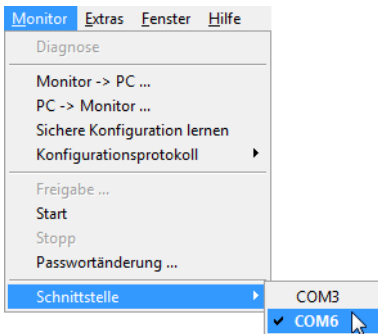 Monitor Extras Fenster Hilfe
Diagnose
Monitor -> PC ...
PC -> Monitor ...
Sichere Konfiguration lernen
Konfigurationsprotokoll
Freigabe ...
Start
Stopp
Passwortänderung ...
Schnittstelle
COM3
COM6